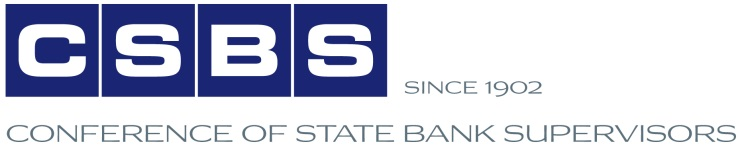 CSBS SINCE 1902
CONFERENCE OF STATE BANK SUPERVISORS